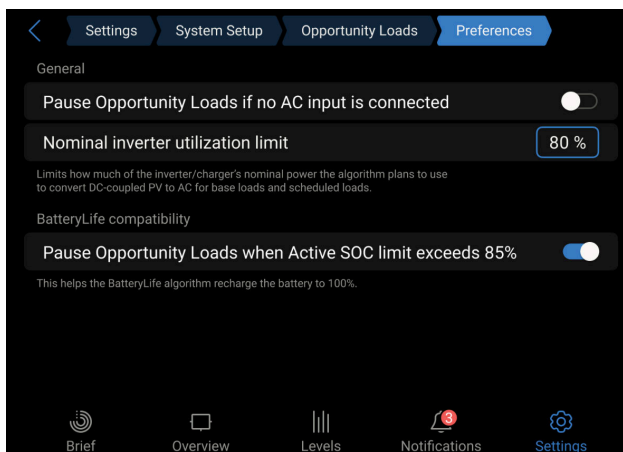 Settings
System Setup
Opportunity Loads
Preferences
General
Pause Opportunity Loads if no AC input is connected
Nominal inverter utilization limit
80 %
Limits how much of the inverter/charger's nominal power the algorithm plans to use
to convert DC-coupled PV to AC for base loads and scheduled loads.
BatteryLife compatibility
Pause Opportunity Loads when Active SOC limit exceeds 85%
This helps the BatteryLife algorithm recharge the battery to 100%.
3
Brief
Overview
Levels
Notifications
Settings